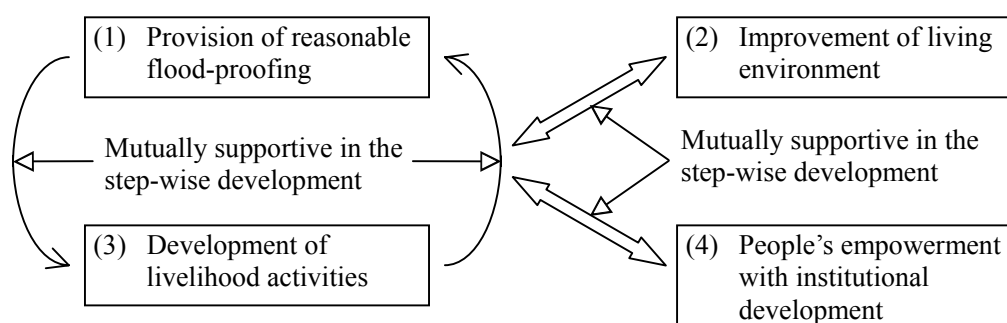 (1) Provision of reasonable
flood-proofing
(2) Improvement of living
environment
Mutually supportive in the
step-wise development
Mutually supportive in the
step-wise development
(3) Development of
livelihood activities
(4) People’s empowerment
with institutional
development